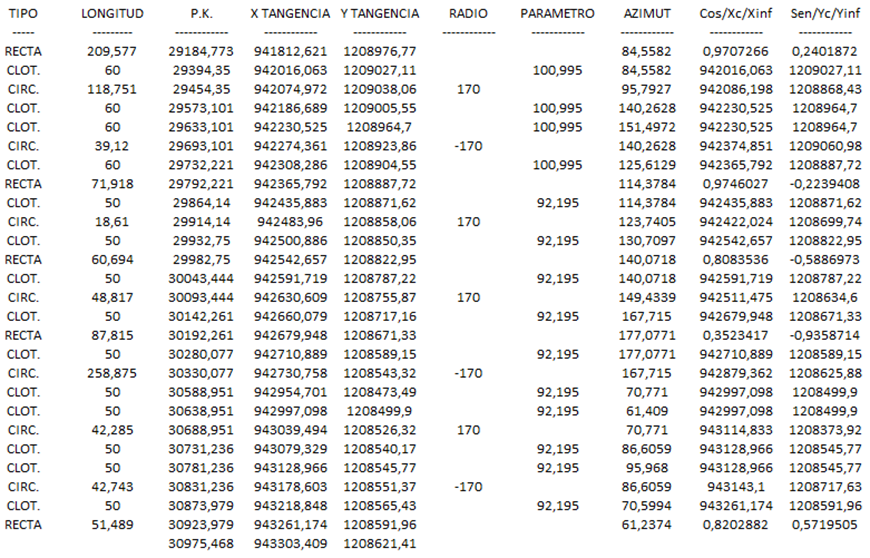 TIPO LONGITUD P.K. X TANGENCIA Y TANGENCIA RADIO PARAMETRO AZIMUT Cos/Xc/Xinf Sen/Yc/Yinf
----- --------- ------------ ------------ ------------ ------------ ------------ --------- ------------ ------------
RECTA 209,577 29184,773 941812,621 1208976,77 84,5582 0,9707266 0,2401872
CLOT. 60 29394,35 942016,063 1209027,11 100,995 84,5582 942016,063 1209027,11
CIRC. 118,751 29454,35 942074,972 1209038,06 170 95,7927 942086,198 1208868,43
CLOT. 60 29573,101 942186,689 1209005,55 100,995 140,2628 942230,525 1208964,7
CLOT. 60 29633,101 942230,525 1208964,7 100,995 151,4972 942230,525 1208964,7
CIRC. 39,12 29693,101 942274,361 1208923,86 -170 140,2628 942374,851 1209060,98
CLOT. 60 29732,221 942308,286 1208904,55 100,995 125,6129 942365,792 1208887,72
RECTA 71,918 29792,221 942365,792 1208887,72 114,3784 0,9746027 -0,2239408
CLOT. 50 29864,14 942435,883 1208871,62 92,195 114,3784 942435,883 1208871,62
CIRC. 18,61 29914,14 942483,96 1208858,06 170 123,7405 942422,024 1208699,74
CLOT. 50 29932,75 942500,886 1208850,35 92,195 130,7097 942542,657 1208822,95
RECTA 60,694 29982,75 942542,657 1208822,95 140,0718 0,8083536 -0,5886973
CLOT. 50 30043,444 942591,719 1208787,22 92,195 140,0718 942591,719 1208787,22
CIRC. 48,817 30093,444 942630,609 1208755,87 170 149,4339 942511,475 1208634,6
CLOT. 50 30142,261 942660,079 1208717,16 92,195 167,715 942679,948 1208671,33
RECTA 87,815 30192,261 942679,948 1208671,33 177,0771 0,3523417 -0,9358714
CLOT. 50 30280,077 942710,889 1208589,15 92,195 177,0771 942710,889 1208589,15
CIRC. 258,875 30330,077 942730,758 1208543,32 -170 167,715 942879,362 1208625,88
CLOT. 50 30588,951 942954,701 1208473,49 92,195 70,771 942997,098 1208499,9
CLOT. 50 30638,951 942997,098 1208499,9 92,195 61,409 942997,098 1208499,9
CIRC. 42,285 30688,951 943039,494 1208526,32 170 70,771 943114,833 1208373,92
CLOT. 50 30731,236 943079,329 1208540,17 92,195 86,6059 943128,966 1208545,77
CLOT. 50 30781,236 943128,966 1208545,77 92,195 95,968 943128,966 1208545,77
CIRC. 42,743 30831,236 943178,603 1208551,37 -170 86,6059 943143,1 1208717,63
CLOT. 50 30873,979 943218,848 1208565,43 92,195 70,5994 943261,174 1208591,96
RECTA 51,489 30923,979 943261,174 1208591,96 61,2374 0,8202882 0,5719505
30975,468 943303,409 1208621,41